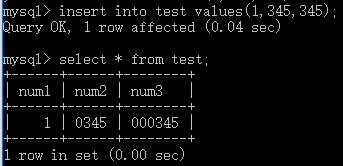 mysql> insert into test values(1,345,345);
Query OK, 1 row affected (0.04 sec)
mysql> select * from test;
+------+------+--------+
| num1 | num2 | num3   |
+------+------+--------+
|    1 | 0345 | 000345 |
+------+------+--------+
1 row in set (0.00 sec)